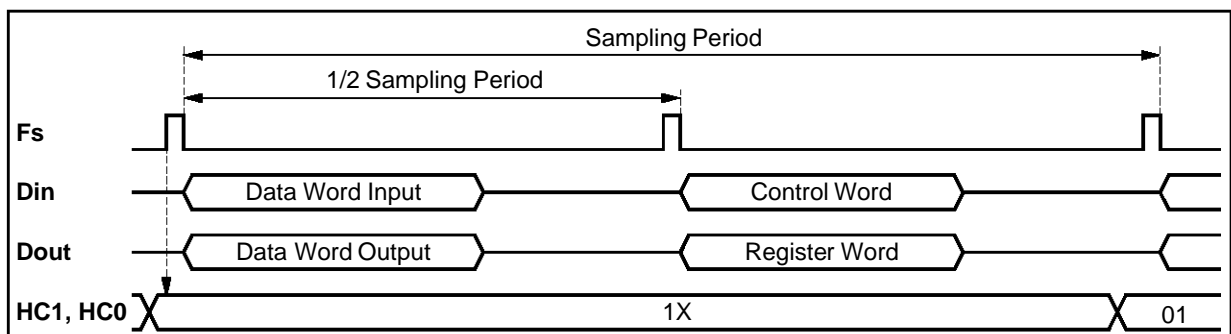 Sampling Period
1/2 Sampling Period
Fs
Din Data Word Input Control Word
Dout Data Word Output Register Word
HC1, HC0 1X 01